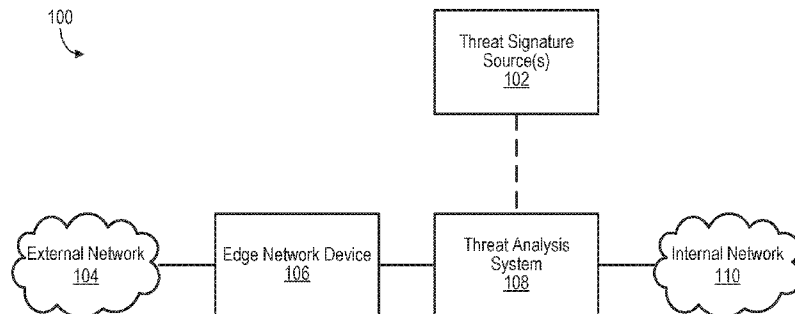 100
Threat Signature
Source(s)
102
External Network
104
Edge Network Device
106
Threat Analysis
System
108
Internal Network
110